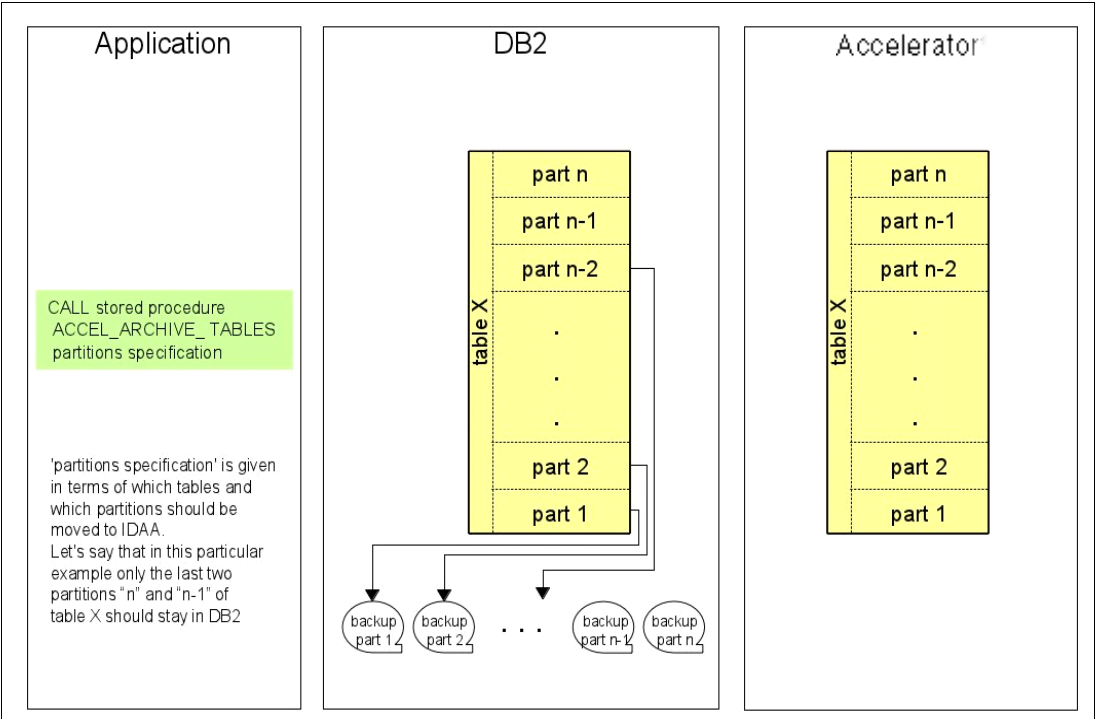 Application
CALL stored procedure
ACCEL_ARCHIVE_ TABLES
partitions specification
'partitions specification' is given
in terms of which tables and
which partitions should be
moved to IDAA.
Let's say that in this particular
example only the last two
partitions “n” and “n-1” of
table X should stay in DB2
DB2
table X
part n
part n-1
part n-2
.
.
.
part 2
part 1
backup
part 1
backup
part 2
. . .
backup
part n-1
backup
part n
Accelerator
table X
part n
part n-1
part n-2
.
.
.
part 2
part 1